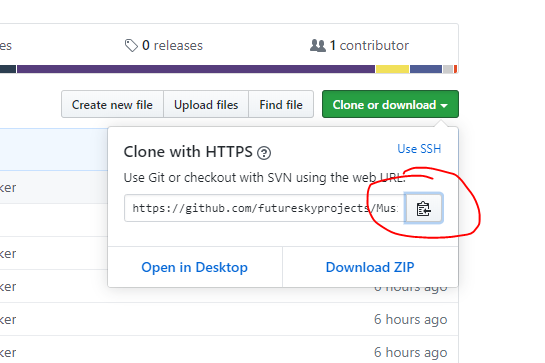 es 0 releases 1 contributor
Create new file Upload files Find file Clone or download
Clone with HTTPS Use SSH
Use Git or checkout with SVN using the web URL.
ker https://github.com/futureskyprojects/Mus
Open in Desktop Download ZIP
ker
ker 6 hours ago
ker 6 hours ago
ker 6 hours ago